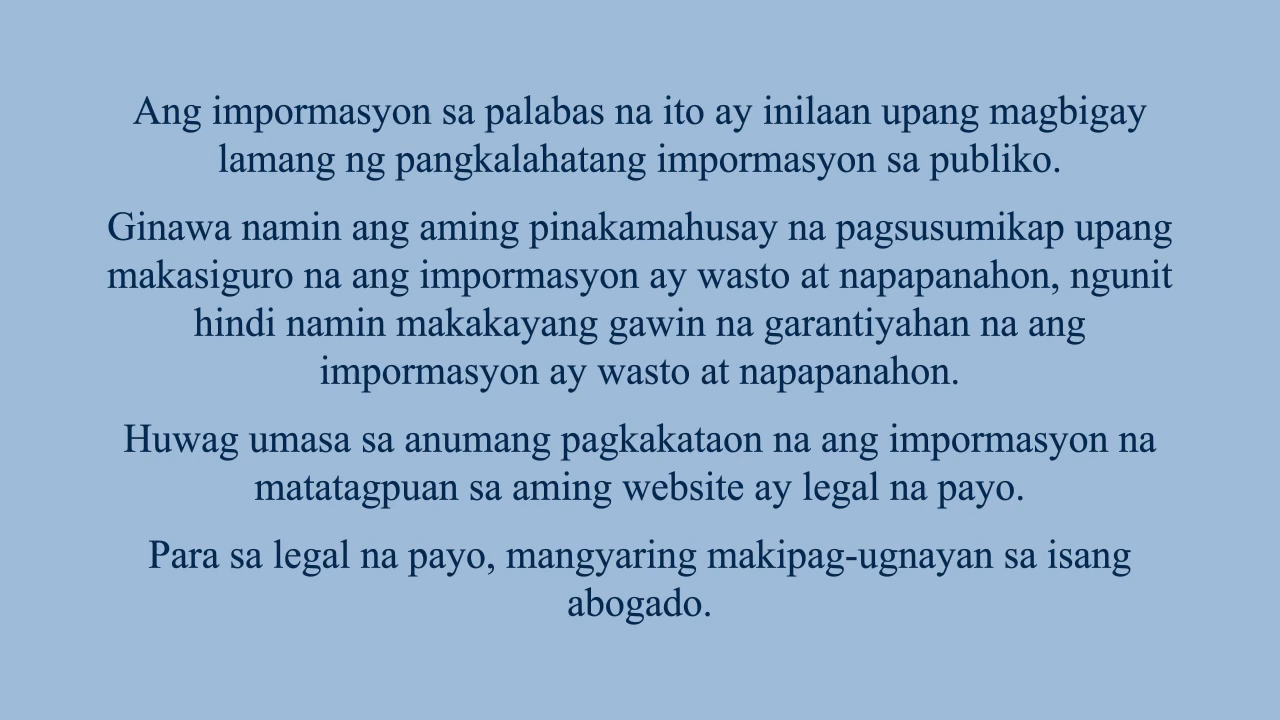 Ang impormasyon sa palabas na ito ay inilaan upang magbigay
lamang ng pangkalahatang impormasyon sa publiko.
Ginawa namin ang aming pinakamahusay na pagsusumikap upang
makasiguro na ang impormasyon ay wasto at napapanahon, ngunit
hindi namin makakayang gawin na garantiyahan na ang
impormasyon ay wasto at napapanahon.
Huwag umasa sa anumang pagkakataon na ang impormasyon na
matatagpuan sa aming website ay legal na payo.
Para sa legal na payo, mangyaring makipag-ugnayan sa isang
abogado.